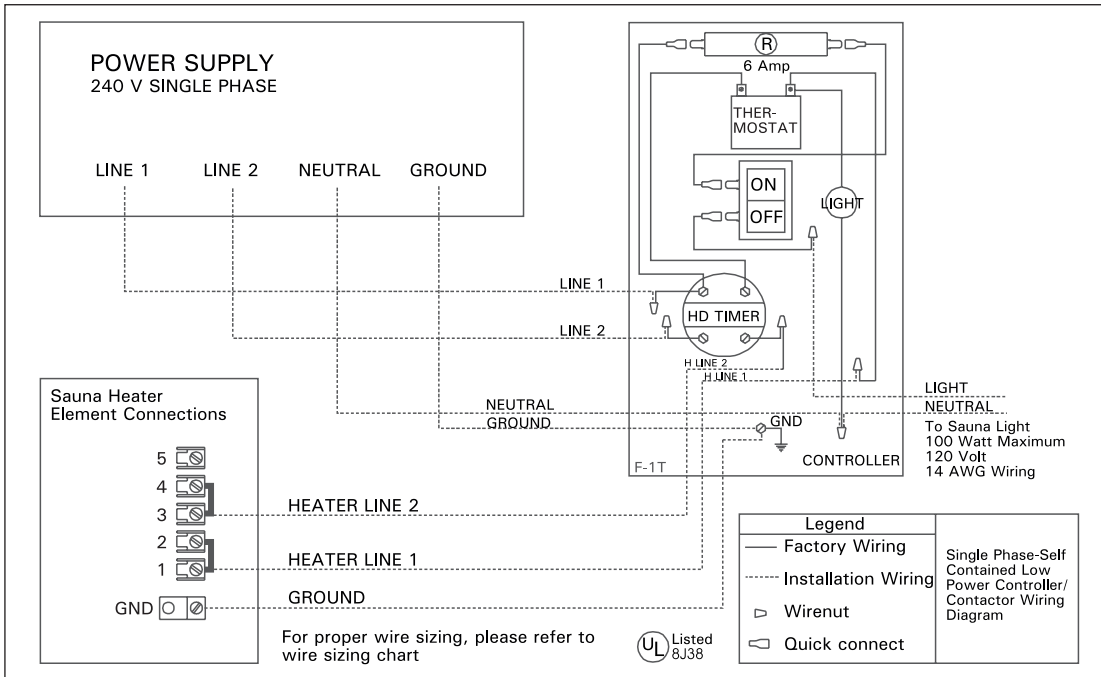 POWER SUPPLY
240 V SINGLE PHASE
LINE 1
LINE 2
NEUTRAL
GROUND
R
6 Amp
THER-
MOSTAT
ON
OFF
LIGHT
LINE 1
HD TIMER
LINE 2
H LINE 2
H LINE 1
NEUTRAL
GROUND
GND
CONTROLLER
F-1T
LIGHT
NEUTRAL
To Sauna Light
100 Watt Maximum
120 Volt
14 AWG Wiring
Sauna Heater
Element Connections
5
4
3
2
1
GND
HEATER LINE 2
HEATER LINE 1
GROUND
For proper wire sizing, please refer to
wire sizing chart
UL Listed
8J38
Legend
Factory Wiring
Installation Wiring
Wirenut
Quick connect
Single Phase-Self
Contained Low
Power Controller/
Contactor Wiring
Diagram